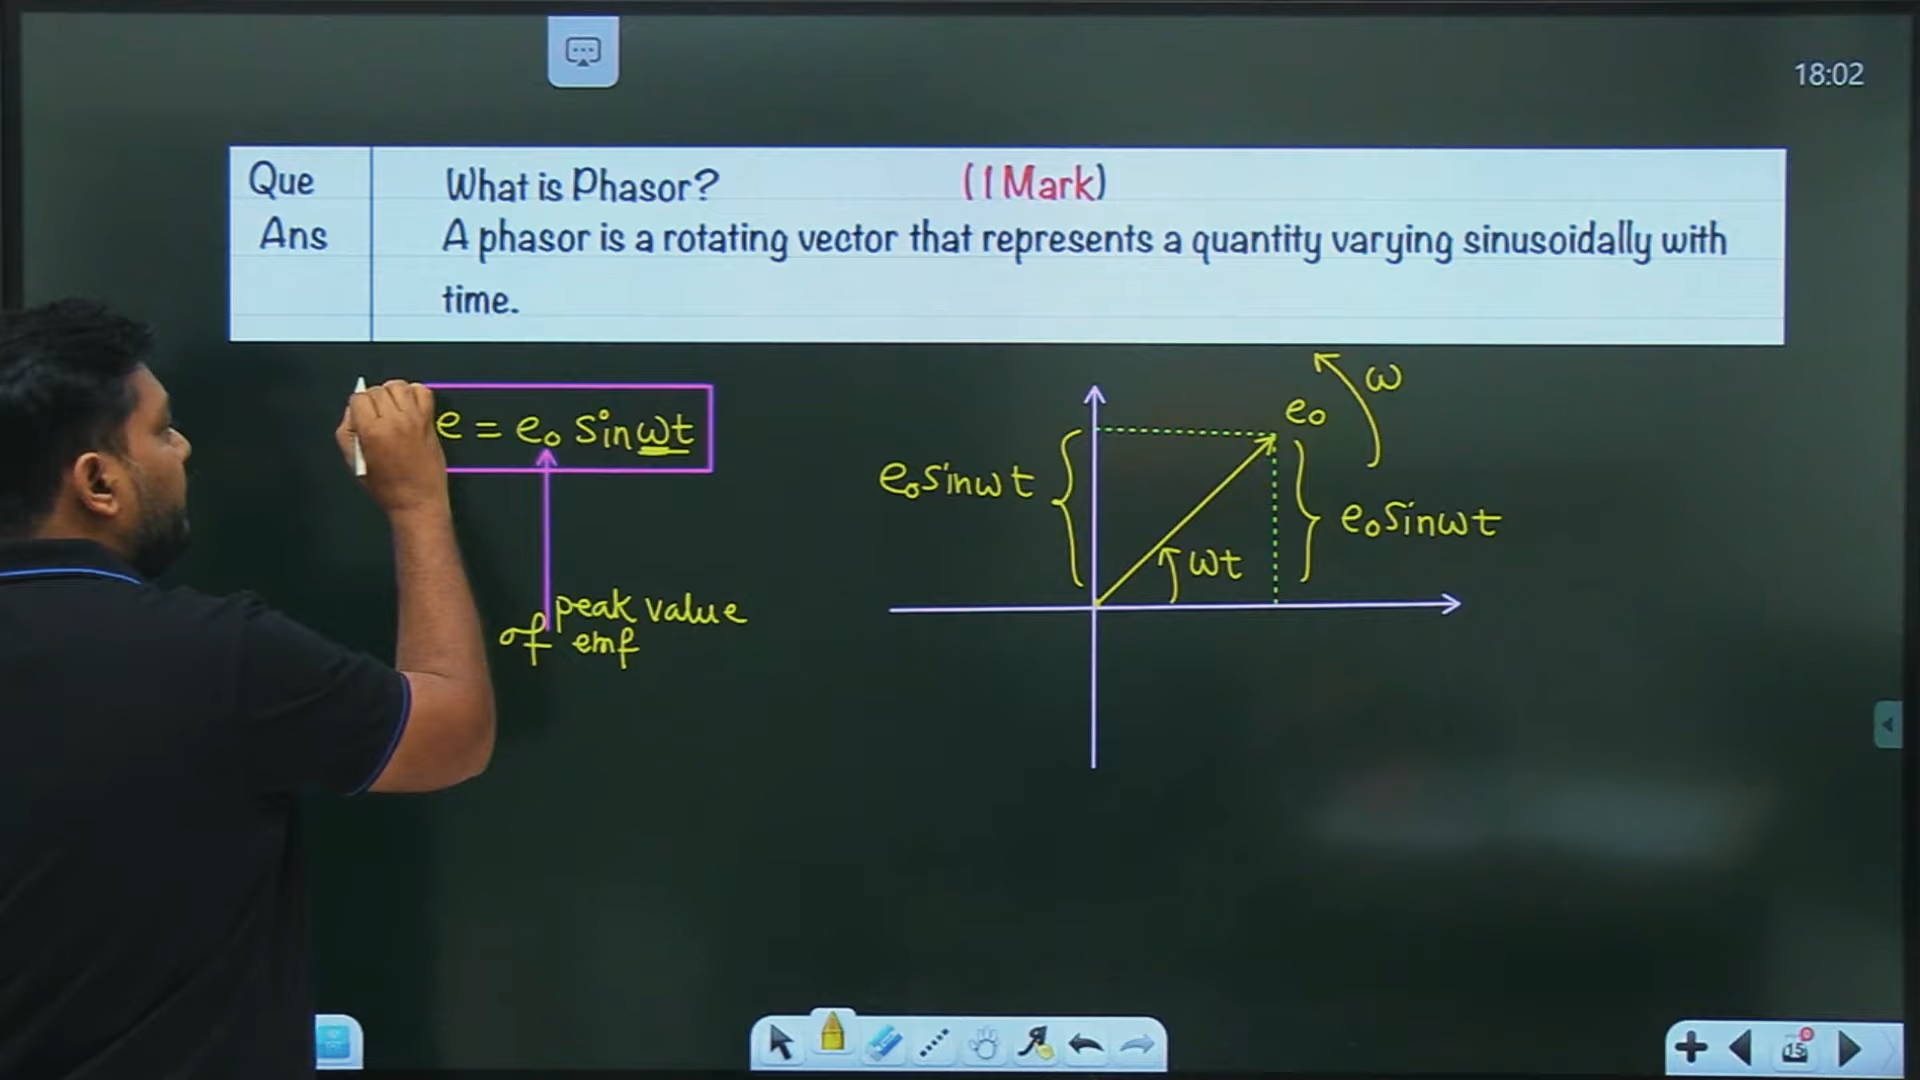 18:02
Que What is Phasor? (1 Mark)
Ans A phasor is a rotating vector that represents a quantity varying sinusoidally with
time.
e = e₀ sinωt
peak value
of emf
ω
e₀
e₀sinωt
e₀sinωt
ωt
15